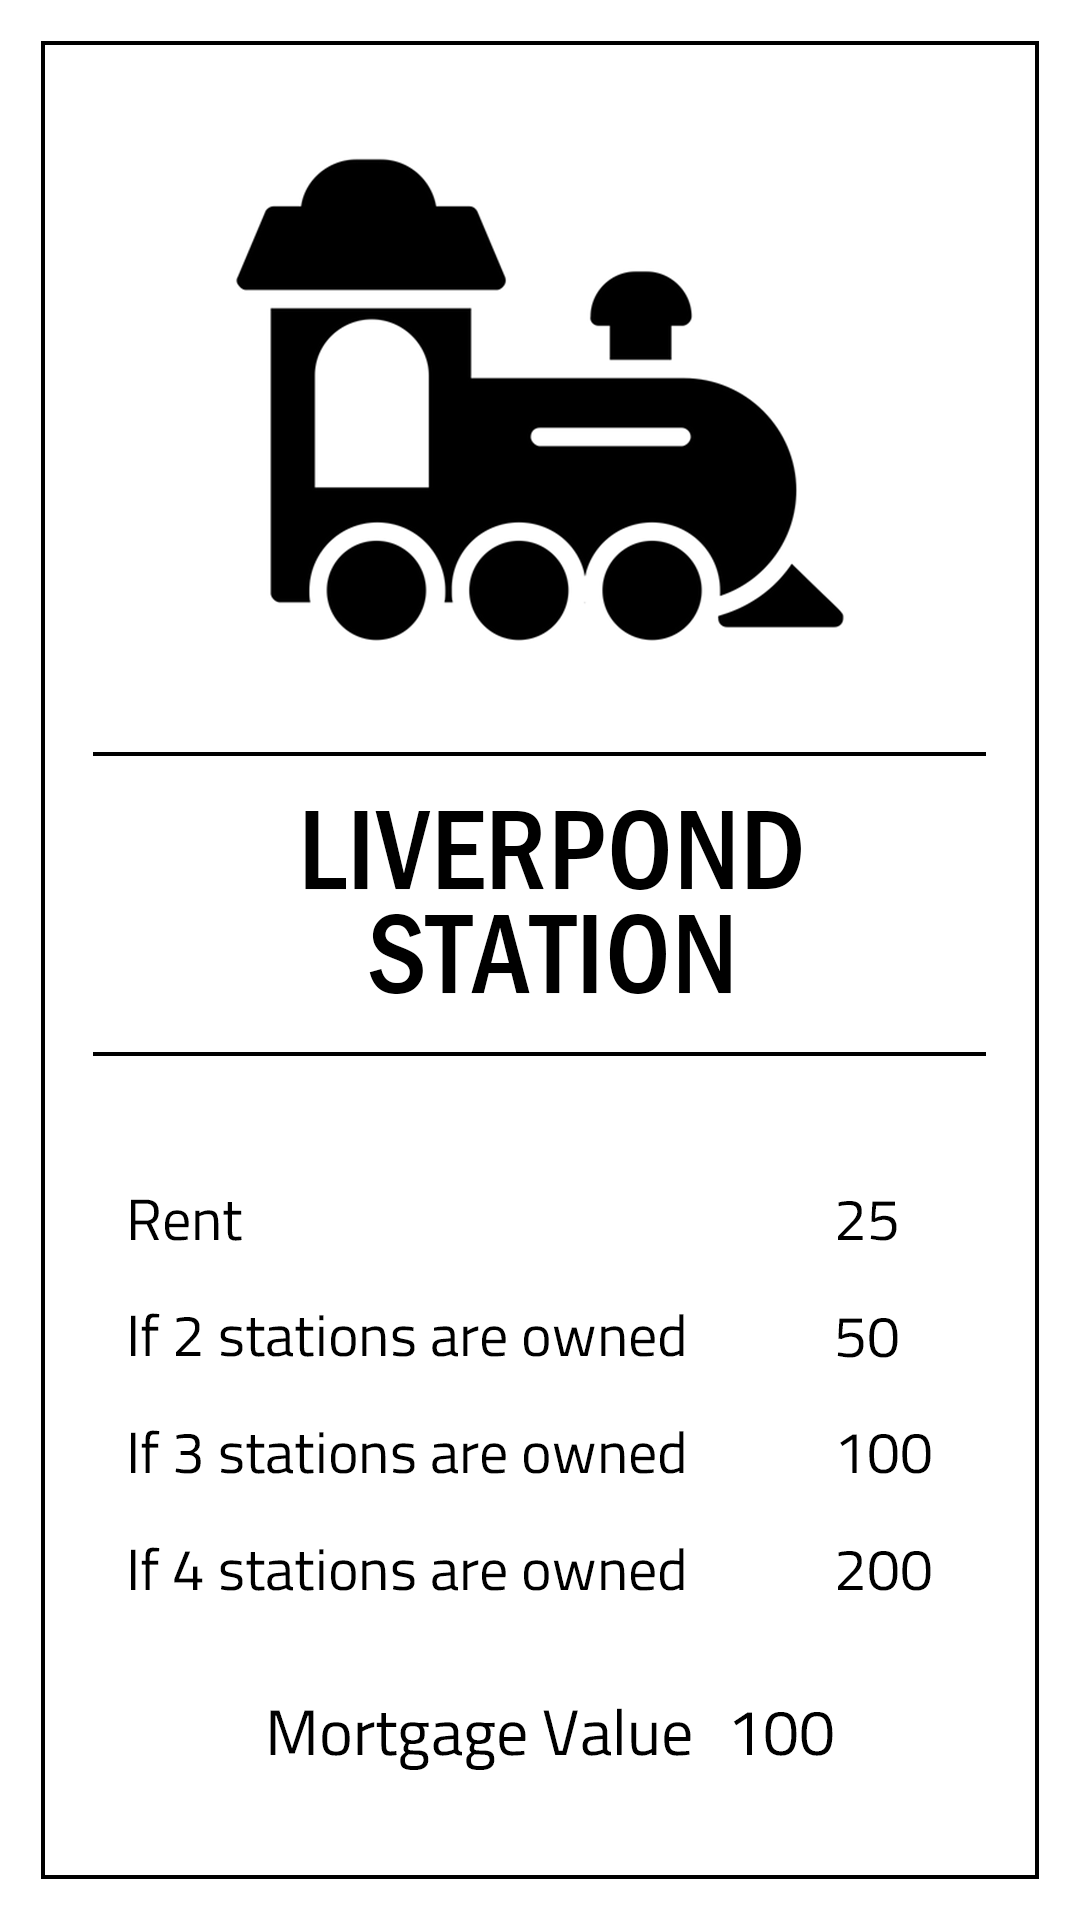 LIVERPOND
STATION
Rent 25
If 2 stations are owned 50
If 3 stations are owned 100
If 4 stations are owned 200
Mortgage Value 100